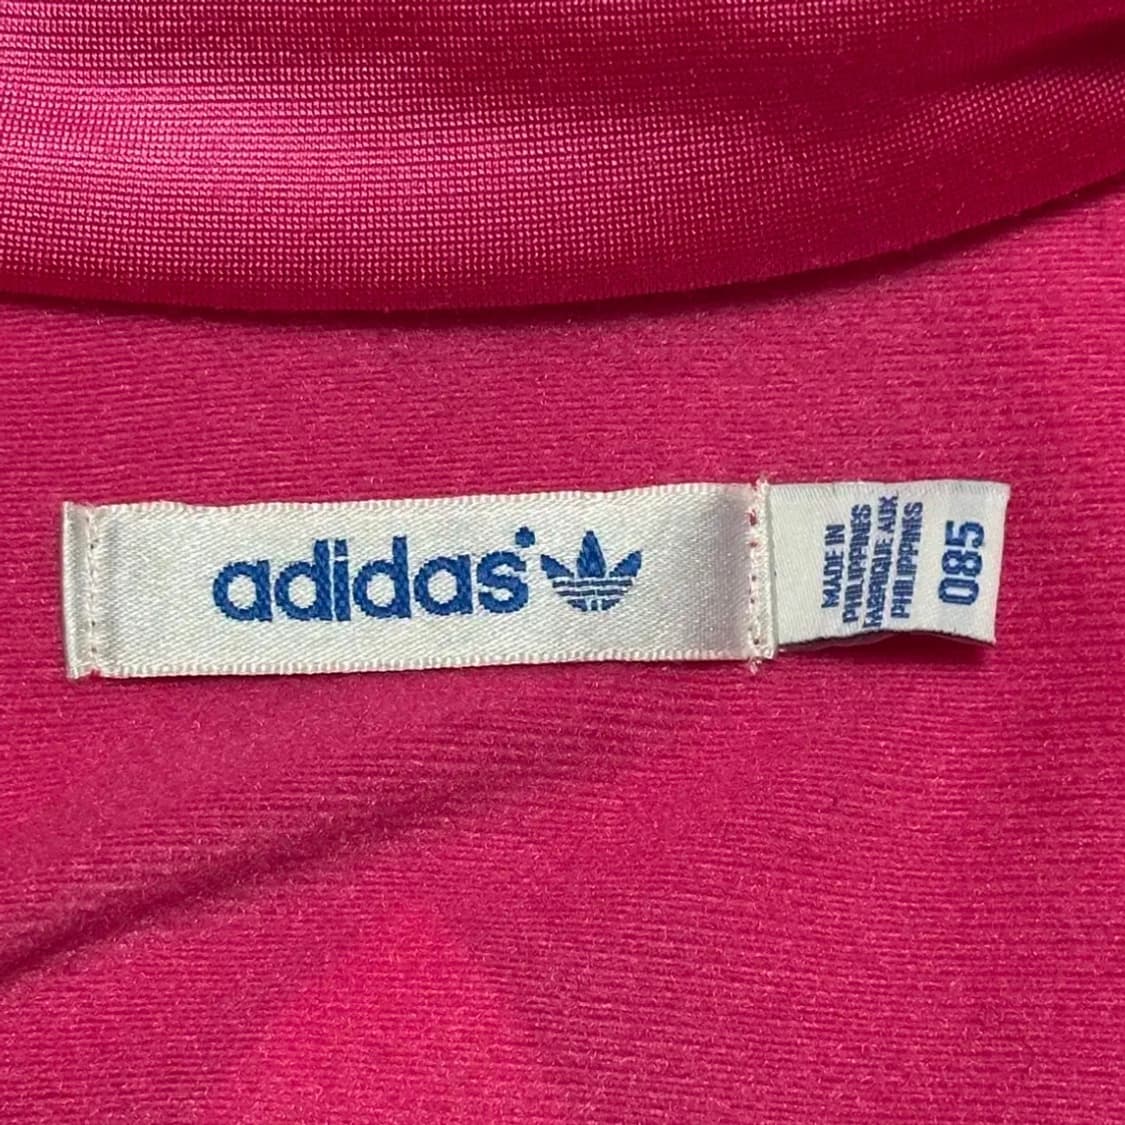 adidas
MADE IN
PHILIPPINES
FABRIQUE AUX
PHILIPPINES
085